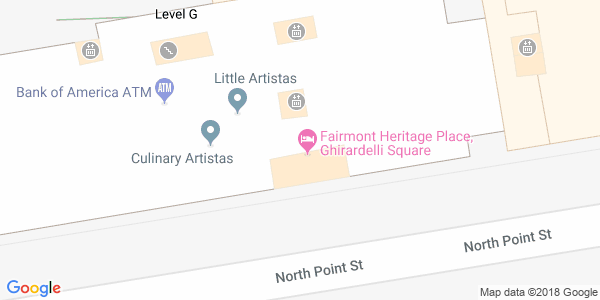 Level G
Little Artistas
Bank of America ATM
ATM
Culinary Artistas
Fairmont Heritage Place,
Ghirardelli Square
North Point St
North Point St
Google
Map data ©2018 Google